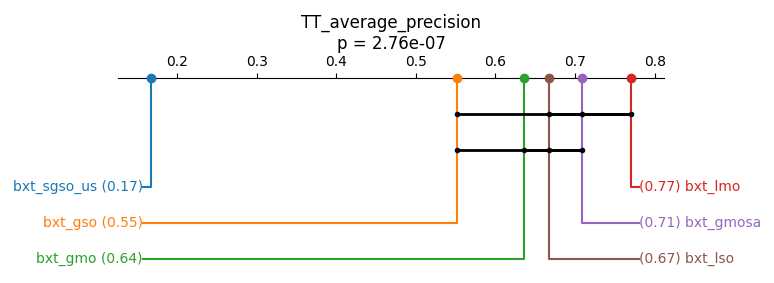 TT_average_precision
p = 2.76e-07
0.2 0.3 0.4 0.5 0.6 0.7 0.8
bxt_sgso_us (0.17) (0.77) bxt_lmo
bxt_gso (0.55) (0.71) bxt_gmosa
bxt_gmo (0.64) (0.67) bxt_lso